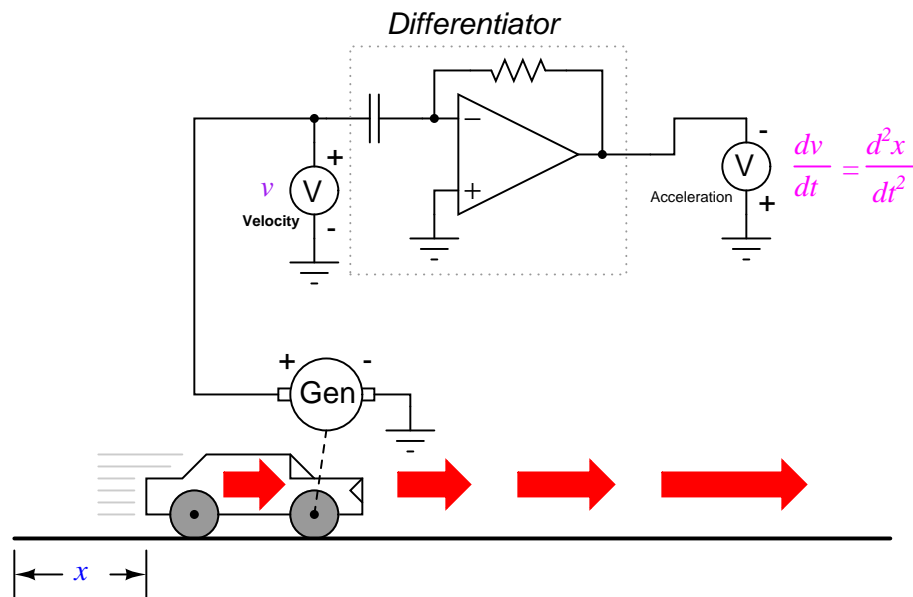 Differentiator
−
+
+
v
V
Velocity
-
-
V
Acceleration
+
dv/dt = d²x/dt²
+
-
Gen
x